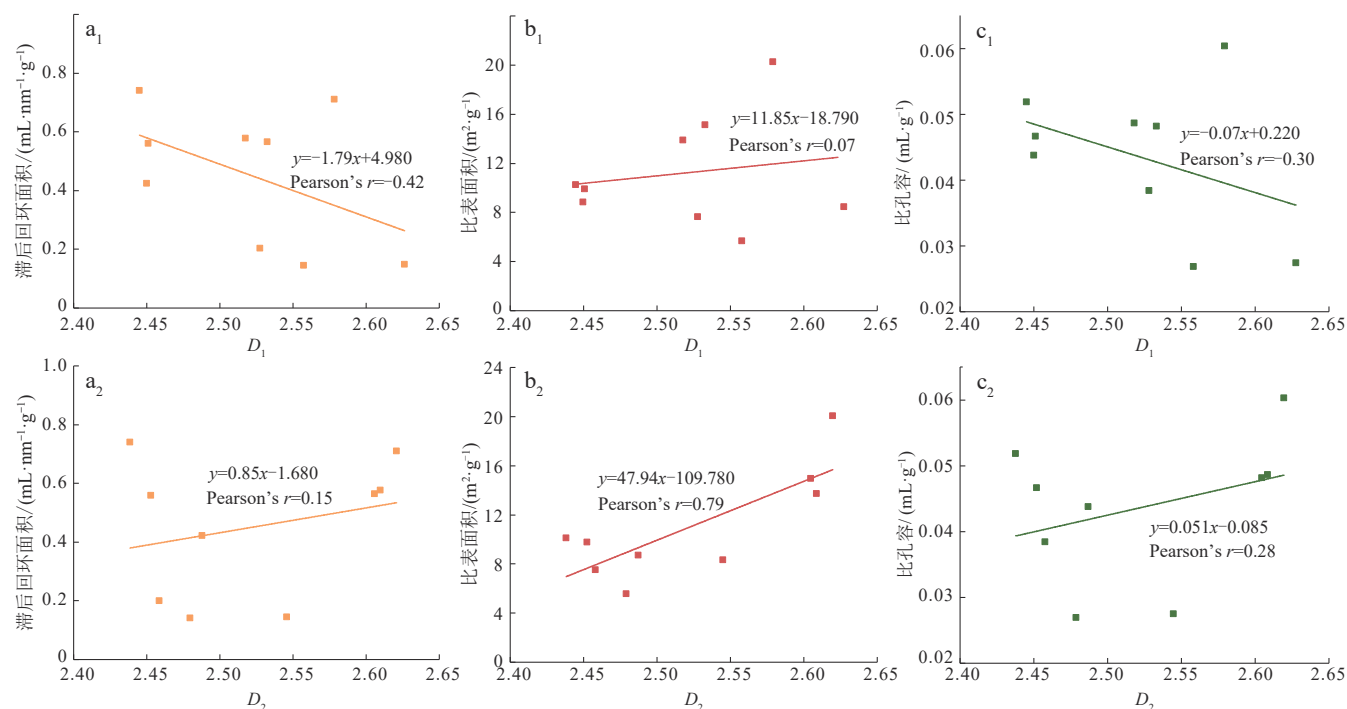 a₁
滞后回环面积/(mL·nm⁻¹·g⁻¹)
0.8
0.6
0.4
0.2
0
y=−1.79x+4.980
Pearson's r=−0.42
2.40 2.45 2.50 2.55 2.60 2.65
D₁
b₁
比表面积/(m²·g⁻¹)
24
20
16
12
8
4
0
y=11.85x−18.790
Pearson's r=0.07
2.40 2.45 2.50 2.55 2.60 2.65
D₁
c₁
比孔容/(mL·g⁻¹)
0.06
0.05
0.04
0.03
0.02
y=−0.07x+0.220
Pearson's r=−0.30
2.40 2.45 2.50 2.55 2.60 2.65
D₁
a₂
滞后回环面积/(mL·nm⁻¹·g⁻¹)
1.0
0.8
0.6
0.4
0.2
0
y=0.85x−1.680
Pearson's r=0.15
2.40 2.45 2.50 2.55 2.60 2.65
D₂
b₂
比表面积/(m²·g⁻¹)
24
20
16
12
8
4
0
y=47.94x−109.780
Pearson's r=0.79
2.40 2.45 2.50 2.55 2.60 2.65
D₂
c₂
比孔容/(mL·g⁻¹)
0.06
0.05
0.04
0.03
0.02
y=0.051x−0.085
Pearson's r=0.28
2.40 2.45 2.50 2.55 2.60 2.65
D₂